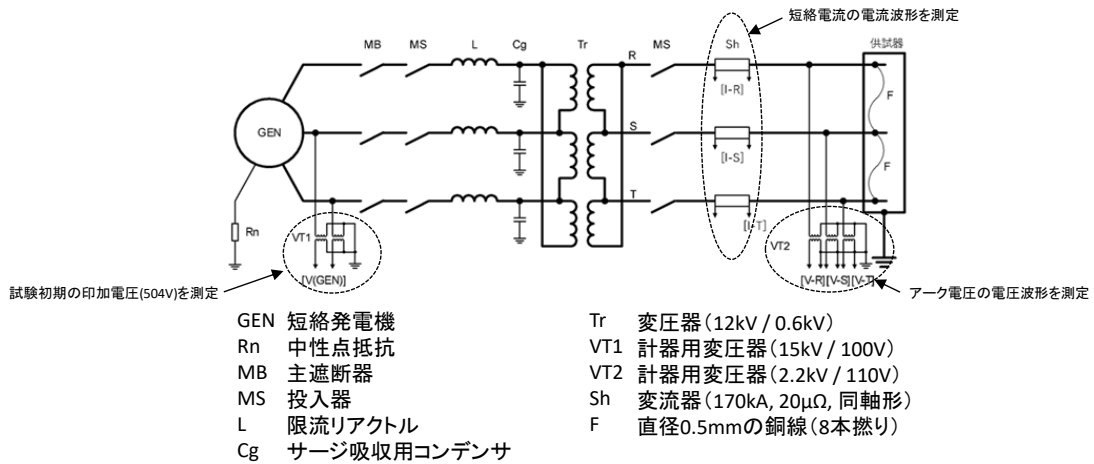 短絡電流の電流波形を測定
MB MS L Cg Tr MS Sh 供試器
R
[I-R]
F
GEN
S
[I-S]
F
T
[I-T]
Rn
VT1
VT2
[V(GEN)]
[V-R][V-S][V-T]
試験初期の印加電圧(504V)を測定
アーク電圧の電圧波形を測定
GEN 短絡発電機
Rn 中性点抵抗
MB 主遮断器
MS 投入器
L 限流リアクトル
Cg サージ吸収用コンデンサ
Tr 変圧器(12kV / 0.6kV)
VT1 計器用変圧器(15kV / 100V)
VT2 計器用変圧器(2.2kV / 110V)
Sh 変流器(170kA, 20μΩ, 同軸形)
F 直径0.5mmの銅線(8本撚り)